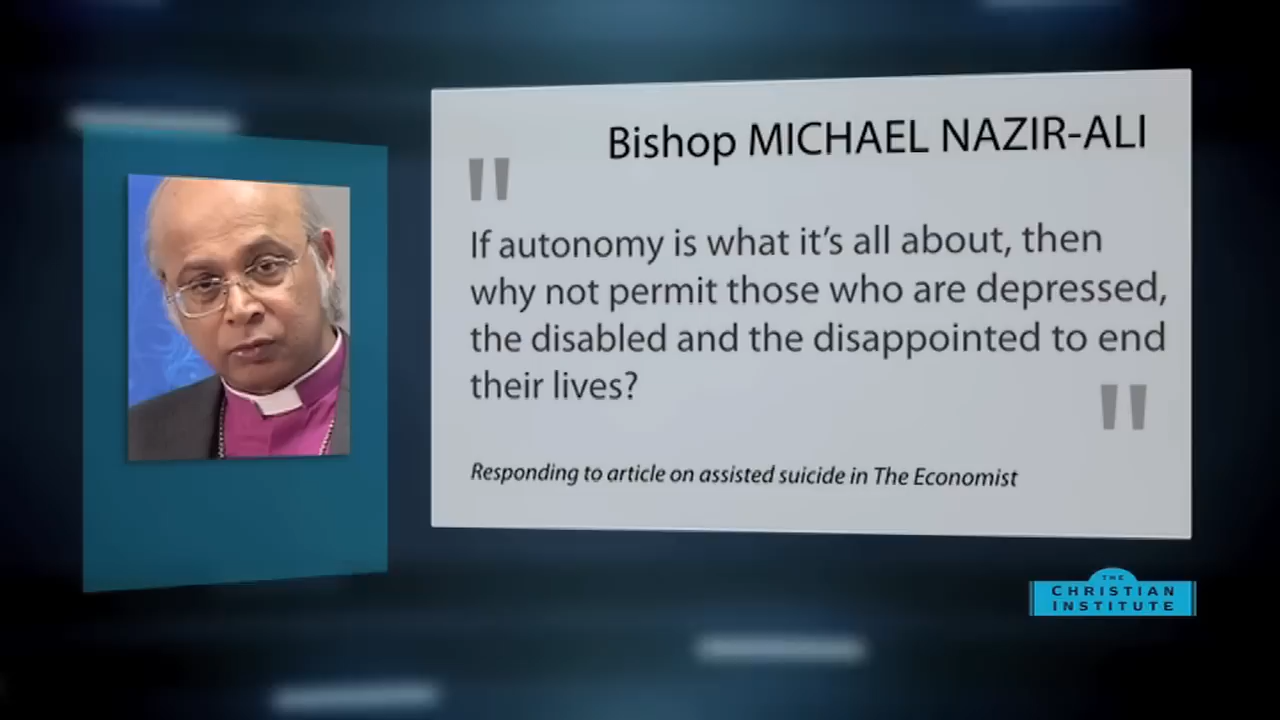 Bishop MICHAEL NAZIR-ALI
"
If autonomy is what it's all about, then
why not permit those who are depressed,
the disabled and the disappointed to end
their lives?
"
Responding to article on assisted suicide in The Economist
THE
CHRISTIAN
INSTITUTE